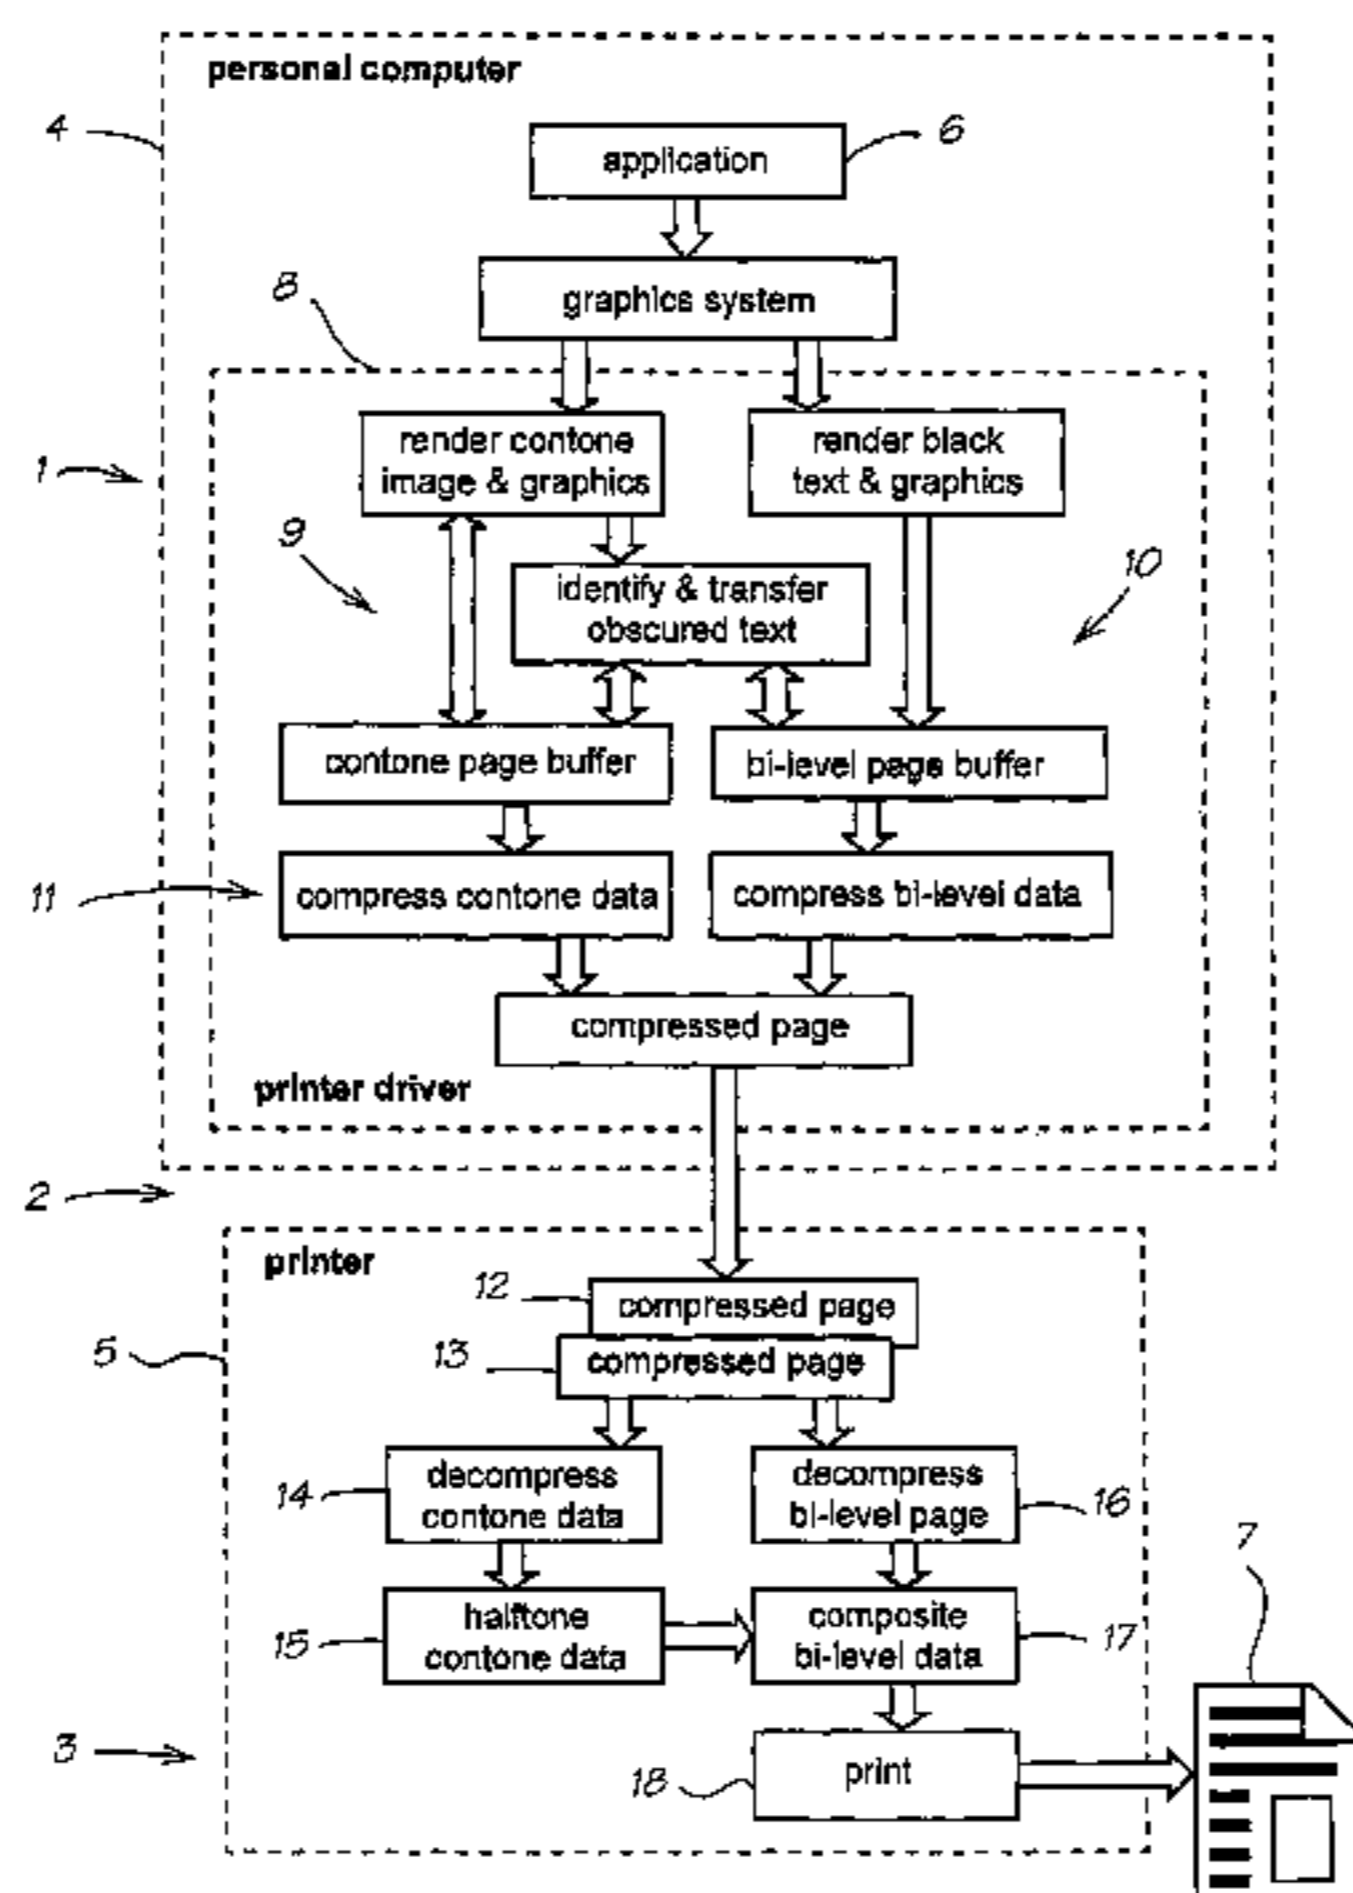 personal computer
4
6
application
graphics system
8
render contone
image & graphics
render black
text & graphics
1
9
10
identify & transfer
obscured text
contone page buffer
bi-level page buffer
11
compress contone data
compress bi-level data
compressed page
printer driver
2
printer
12
compressed page
5
13
compressed page
14
decompress
contone data
decompress
bi-level page
16
7
15
halftone
contone data
composite
bi-level data
17
3
18
print